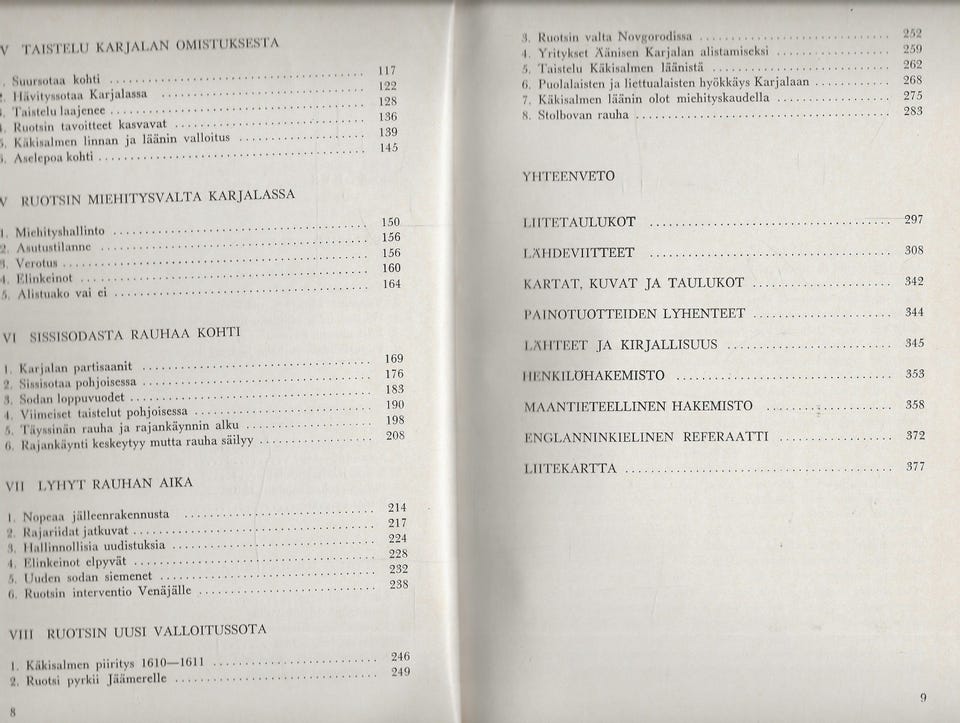 V TAISTELU KARJALAN OMISTUKSESTA
. Suursotaa kohti ........ 117
2. Hävityssotaa Karjalassa ........ 122
3. Taistelu laajenee ........ 128
4. Ruotsin tavoitteet kasvavat ........ 136
5. Käkisalmen linnan ja läänin valloitus ........ 139
6. Aselepoa kohti ........ 145
V RUOTSIN MIEHITYSVALTA KARJALASSA
1. Miehityshallinto ........ 150
2. Asutustilanne ........ 156
3. Verotus ........ 156
4. Elinkeinot ........ 160
5. Alistuako vai ei ........ 164
VI SISSISODASTA RAUHAA KOHTI
1. Karjalan partisaanit ........ 169
2. Sissisotaa pohjoisessa ........ 176
3. Sodan loppuvuodet ........ 183
4. Viimeiset taistelut pohjoisessa ........ 190
5. Täyssinän rauha ja rajankäynnin alku ........ 198
6. Rajankäynti keskeytyy mutta rauha säilyy ........ 208
VII LYHYT RAUHAN AIKA
1. Nopeaa jälleenrakennusta ........ 214
2. Rajariidat jatkuvat ........ 217
3. Hallinnollisia uudistuksia ........ 224
4. Elinkeinot elpyvät ........ 228
5. Uuden sodan siemenet ........ 232
6. Ruotsin interventio Venäjälle ........ 238
VIII RUOTSIN UUSI VALLOITUSSOTA
1. Käkisalmen piiritys 1610—1611 ........ 246
2. Ruotsi pyrkii Jäämerelle ........ 249
8
3. Ruotsin valta Novgorodissa ........ 252
4. Yritykset Äänisen Karjalan alistamiseksi ........ 259
5. Taistelu Käkisalmen läänistä ........ 262
6. Puolalaisten ja liettualaisten hyökkäys Karjalaan ........ 268
7. Käkisalmen läänin olot miehityskaudella ........ 275
8. Stolbovan rauha ........ 283
YHTEENVETO
LIITETAULUKOT ........ 297
LÄHDEVIITTEET ........ 308
KARTAT, KUVAT JA TAULUKOT ........ 342
PAINOTUOTTEIDEN LYHENTEET ........ 344
LÄHTEET JA KIRJALLISUUS ........ 345
HENKILÖHAKEMISTO ........ 353
MAANTIETEELLINEN HAKEMISTO ........ 358
ENGLANNINKIELINEN REFERAATTI ........ 372
LIITEKARTTA ........ 377
9